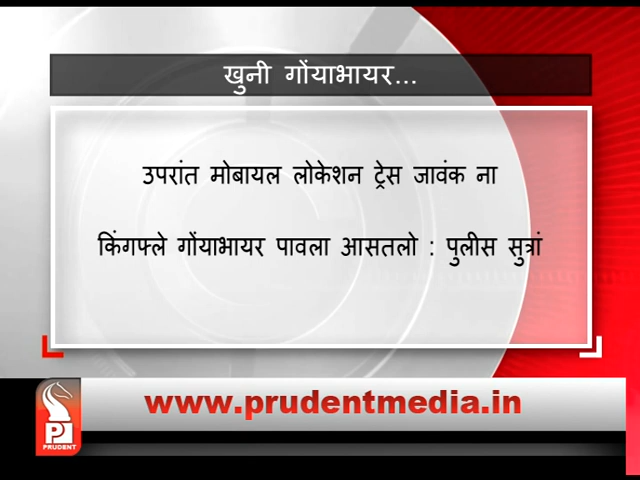 खुनी गोंयाभायर...
उपरांत मोबायल लोकेशन ट्रेस जावंक ना
किंगफ्ले गोंयाभायर पावला आसतलो : पुलीस सुत्रां
www.prudentmedia.in
P
PRUDENT